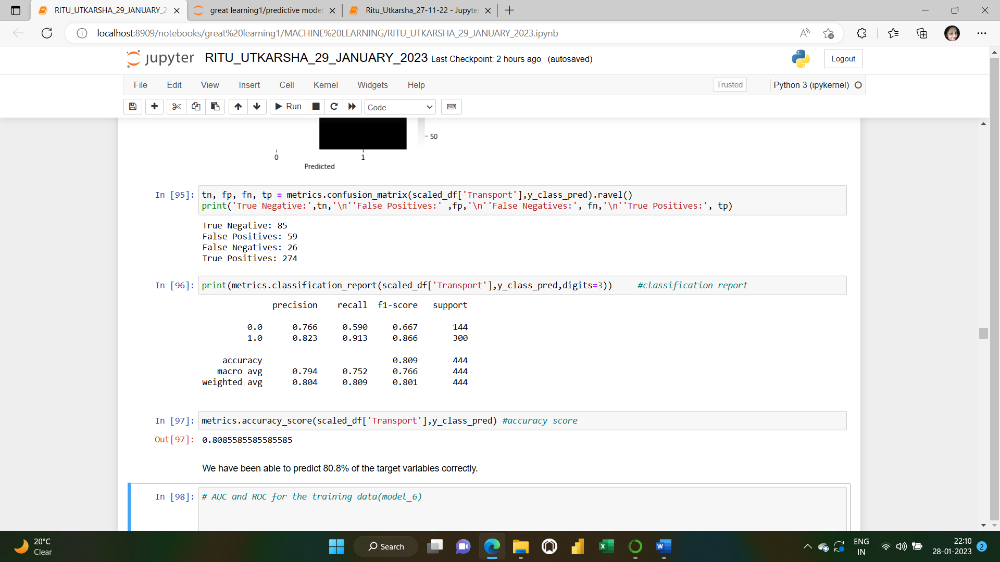 RITU_UTKARSHA_29_JANUARY_2
great learning1/predictive model
Ritu_Utkarsha_27-11-22 - Jupyte
localhost:8909/notebooks/great%20learning1/MACHINE%20LEARNING/RITU_UTKARSHA_29_JANUARY_2023.ipynb
jupyter RITU_UTKARSHA_29_JANUARY_2023 Last Checkpoint: 2 hours ago (autosaved)
Logout
File Edit View Insert Cell Kernel Widgets Help
Trusted
Python 3 (ipykernel)
Run
Code
50
0 1
Predicted
In [95]: tn, fp, fn, tp = metrics.confusion_matrix(scaled_df['Transport'],y_class_pred).ravel()
print('True Negative:',tn,'\n''False Positives:' ,fp,'\n''False Negatives:', fn,'\n''True Positives:', tp)
True Negative: 85
False Positives: 59
False Negatives: 26
True Positives: 274
In [96]: print(metrics.classification_report(scaled_df['Transport'],y_class_pred,digits=3)) #classification report
precision recall f1-score support
0.0 0.766 0.590 0.667 144
1.0 0.823 0.913 0.866 300
accuracy 0.809 444
macro avg 0.794 0.752 0.766 444
weighted avg 0.804 0.809 0.801 444
In [97]: metrics.accuracy_score(scaled_df['Transport'],y_class_pred) #accuracy score
Out[97]: 0.8085585585585585
We have been able to predict 80.8% of the target variables correctly.
In [98]: # AUC and ROC for the training data(model_6)
20°C
Clear
Search
ENG
IN
22:10
28-01-2023
2